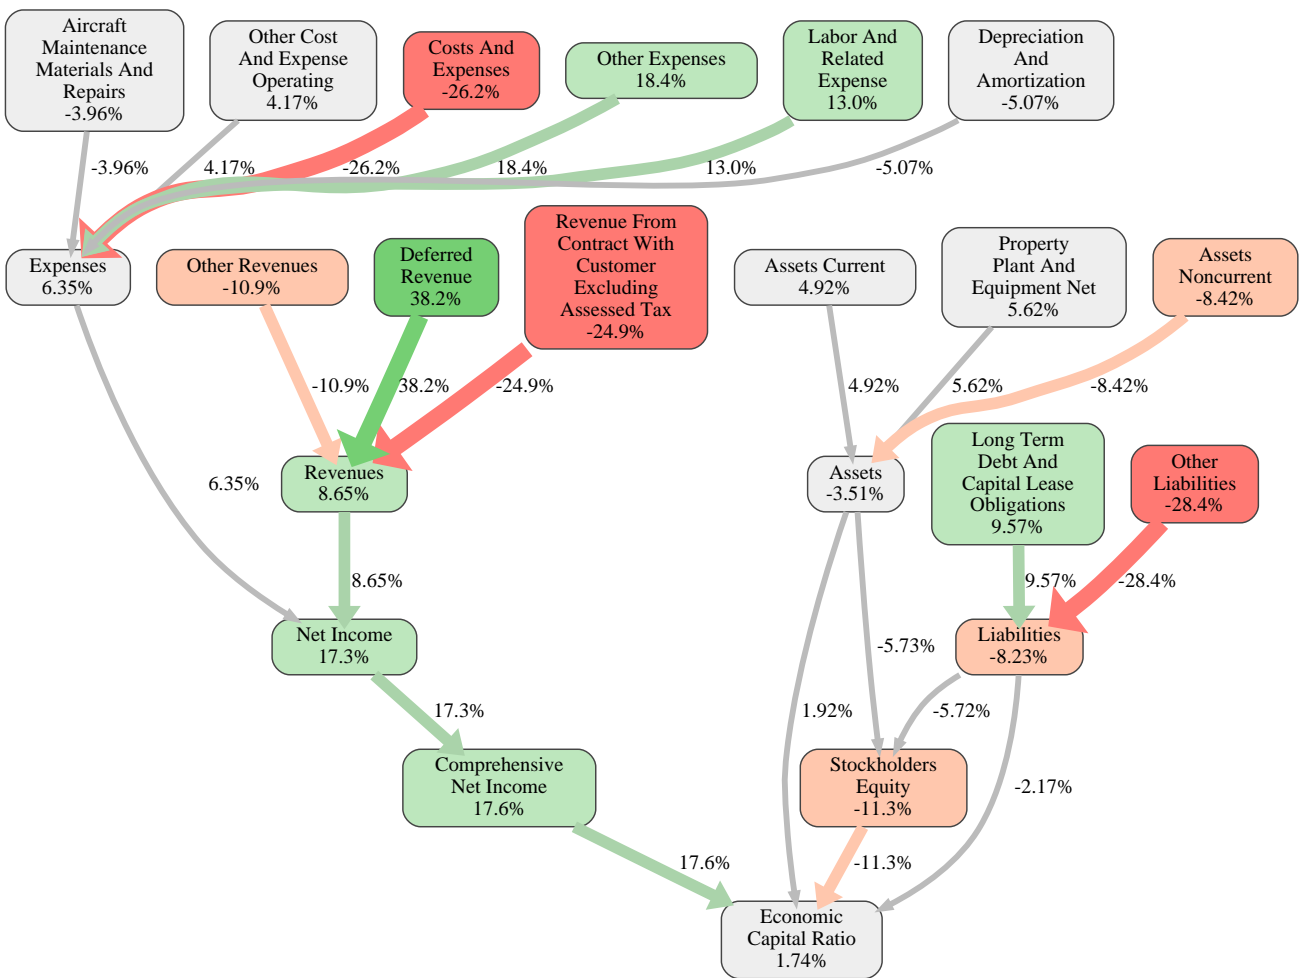 Aircraft
Maintenance
Materials And
Repairs
-3.96%
Other Cost
And Expense
Operating
4.17%
Costs And
Expenses
-26.2%
Other Expenses
18.4%
Labor And
Related
Expense
13.0%
Depreciation
And
Amortization
-5.07%
-3.96%
4.17%
-26.2%
18.4%
13.0%
-5.07%
Expenses
6.35%
Other Revenues
-10.9%
Deferred
Revenue
38.2%
Revenue From
Contract With
Customer
Excluding
Assessed Tax
-24.9%
Assets Current
4.92%
Property
Plant And
Equipment Net
5.62%
Assets
Noncurrent
-8.42%
-10.9%
38.2%
-24.9%
4.92%
5.62%
-8.42%
6.35%
Revenues
8.65%
Assets
-3.51%
Long Term
Debt And
Capital Lease
Obligations
9.57%
Other
Liabilities
-28.4%
8.65%
9.57%
-28.4%
Net Income
17.3%
-5.73%
Liabilities
-8.23%
17.3%
1.92%
-5.72%
Comprehensive
Net Income
17.6%
Stockholders
Equity
-11.3%
-2.17%
17.6%
-11.3%
Economic
Capital Ratio
1.74%